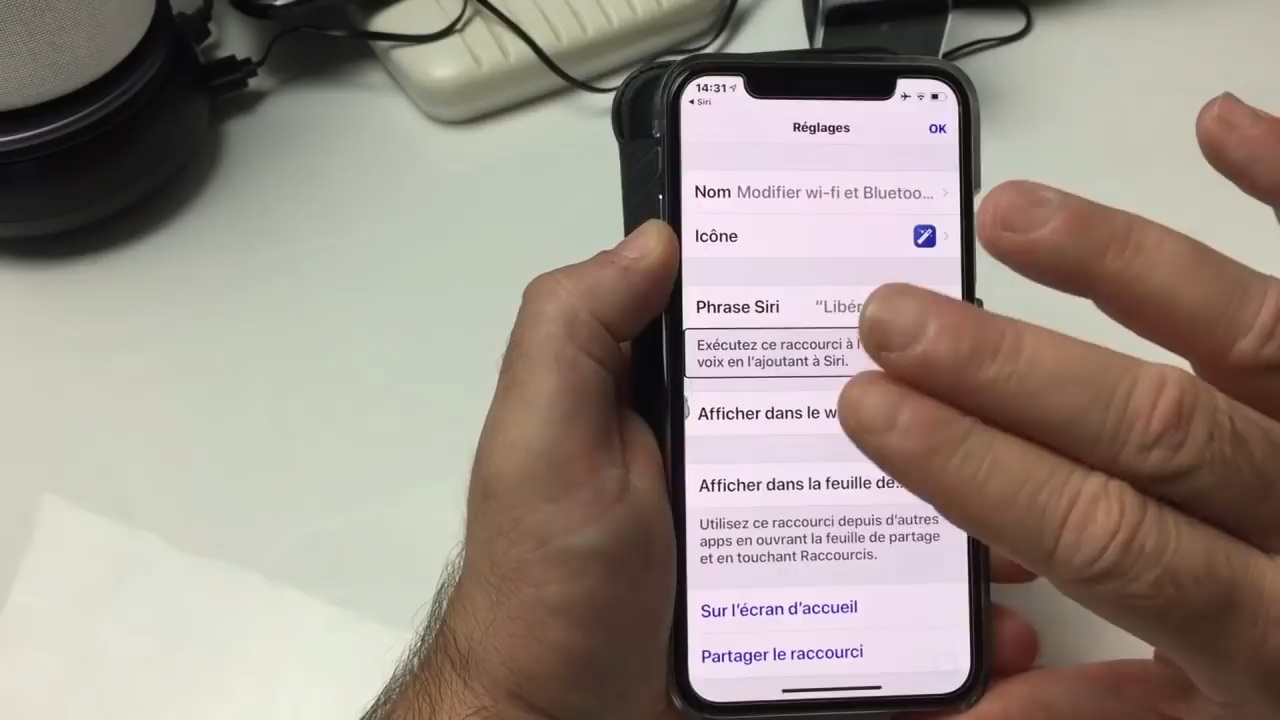 14:31
Siri
Réglages
OK
Nom Modifier wi-fi et Bluetoo...
Icône
Phrase Siri “Libér
Exécutez ce raccourci à
voix en l’ajoutant à Siri.
Afficher dans le w
Afficher dans la feuille de...
Utilisez ce raccourci depuis d’autres
apps en ouvrant la feuille de partage
et en touchant Raccourcis.
Sur l’écran d’accueil
Partager le raccourci